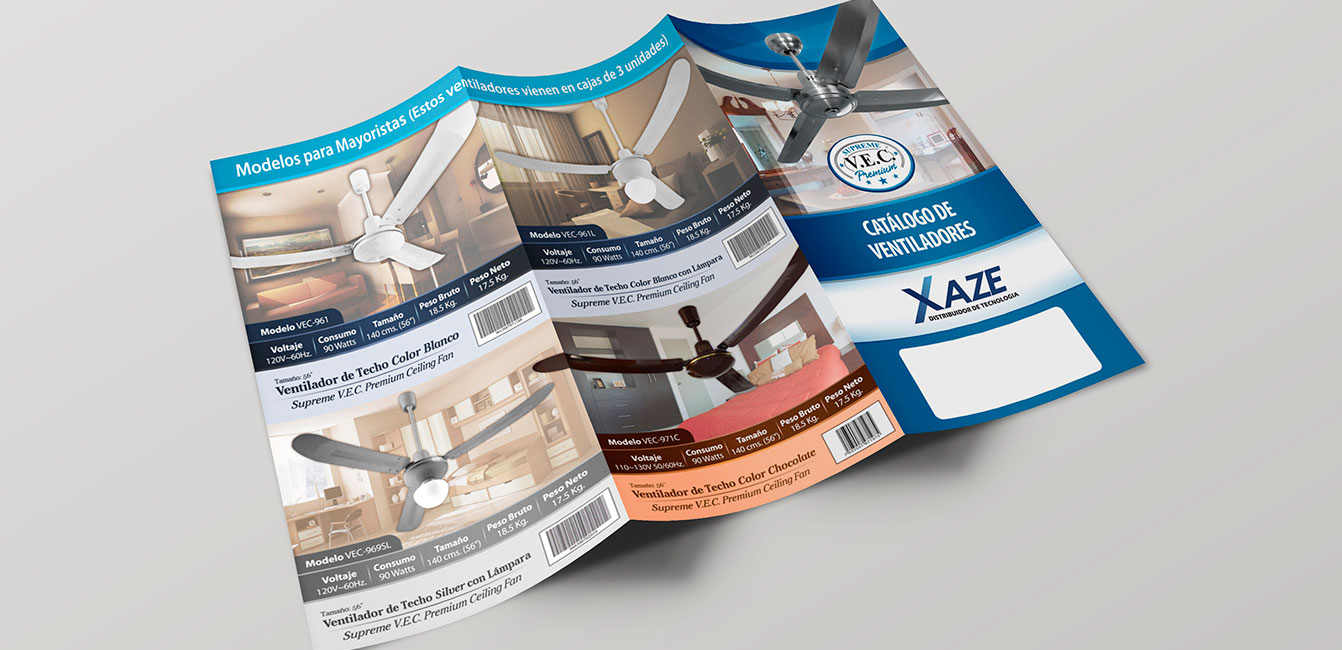 Modelos para Mayoristas (Estos ventiladores vienen en cajas de 3 unidades)
Modelo VEC-961
Voltaje
120V~60Hz.
Consumo
90 Watts
Tamaño
140 cms. (56")
Peso Bruto
18.5 Kg.
Peso Neto
17.5 Kg.
Tamaño: 56"
Ventilador de Techo Color Blanco
Supreme V.E.C. Premium Ceiling Fan
Modelo VEC-969SL
Voltaje
120V~60Hz.
Consumo
90 Watts
Tamaño
140 cms. (56")
Peso Bruto
18.5 Kg.
Peso Neto
17.5 Kg.
Tamaño: 56"
Ventilador de Techo Silver con Lámpara
Supreme V.E.C. Premium Ceiling Fan
Modelo VEC-961L
Voltaje
120V~60Hz.
Consumo
90 Watts
Tamaño
140 cms. (56")
Peso Bruto
18.5 Kg.
Peso Neto
17.5 Kg.
Tamaño: 56"
Ventilador de Techo Color Blanco con Lámpara
Supreme V.E.C. Premium Ceiling Fan
Modelo VEC-971C
Voltaje
110~130V 50/60Hz.
Consumo
90 Watts
Tamaño
140 cms. (56")
Peso Bruto
18.5 Kg.
Peso Neto
17.5 Kg.
Tamaño: 56"
Ventilador de Techo Color Chocolate
Supreme V.E.C. Premium Ceiling Fan
SUPREME
V.E.C.
Premium
CATÁLOGO DE
VENTILADORES
XAZE
DISTRIBUIDOR DE TECNOLOGIA